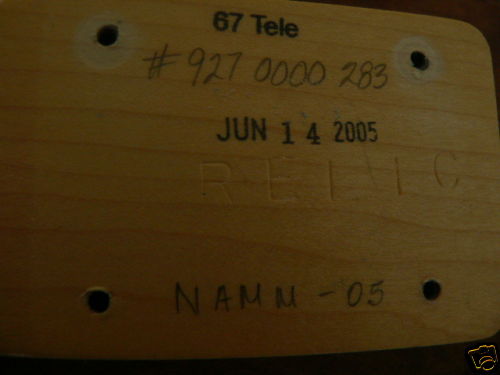 67 Tele
# 927 0000 283
JUN 14 2005
RELIC
NAMM - 05